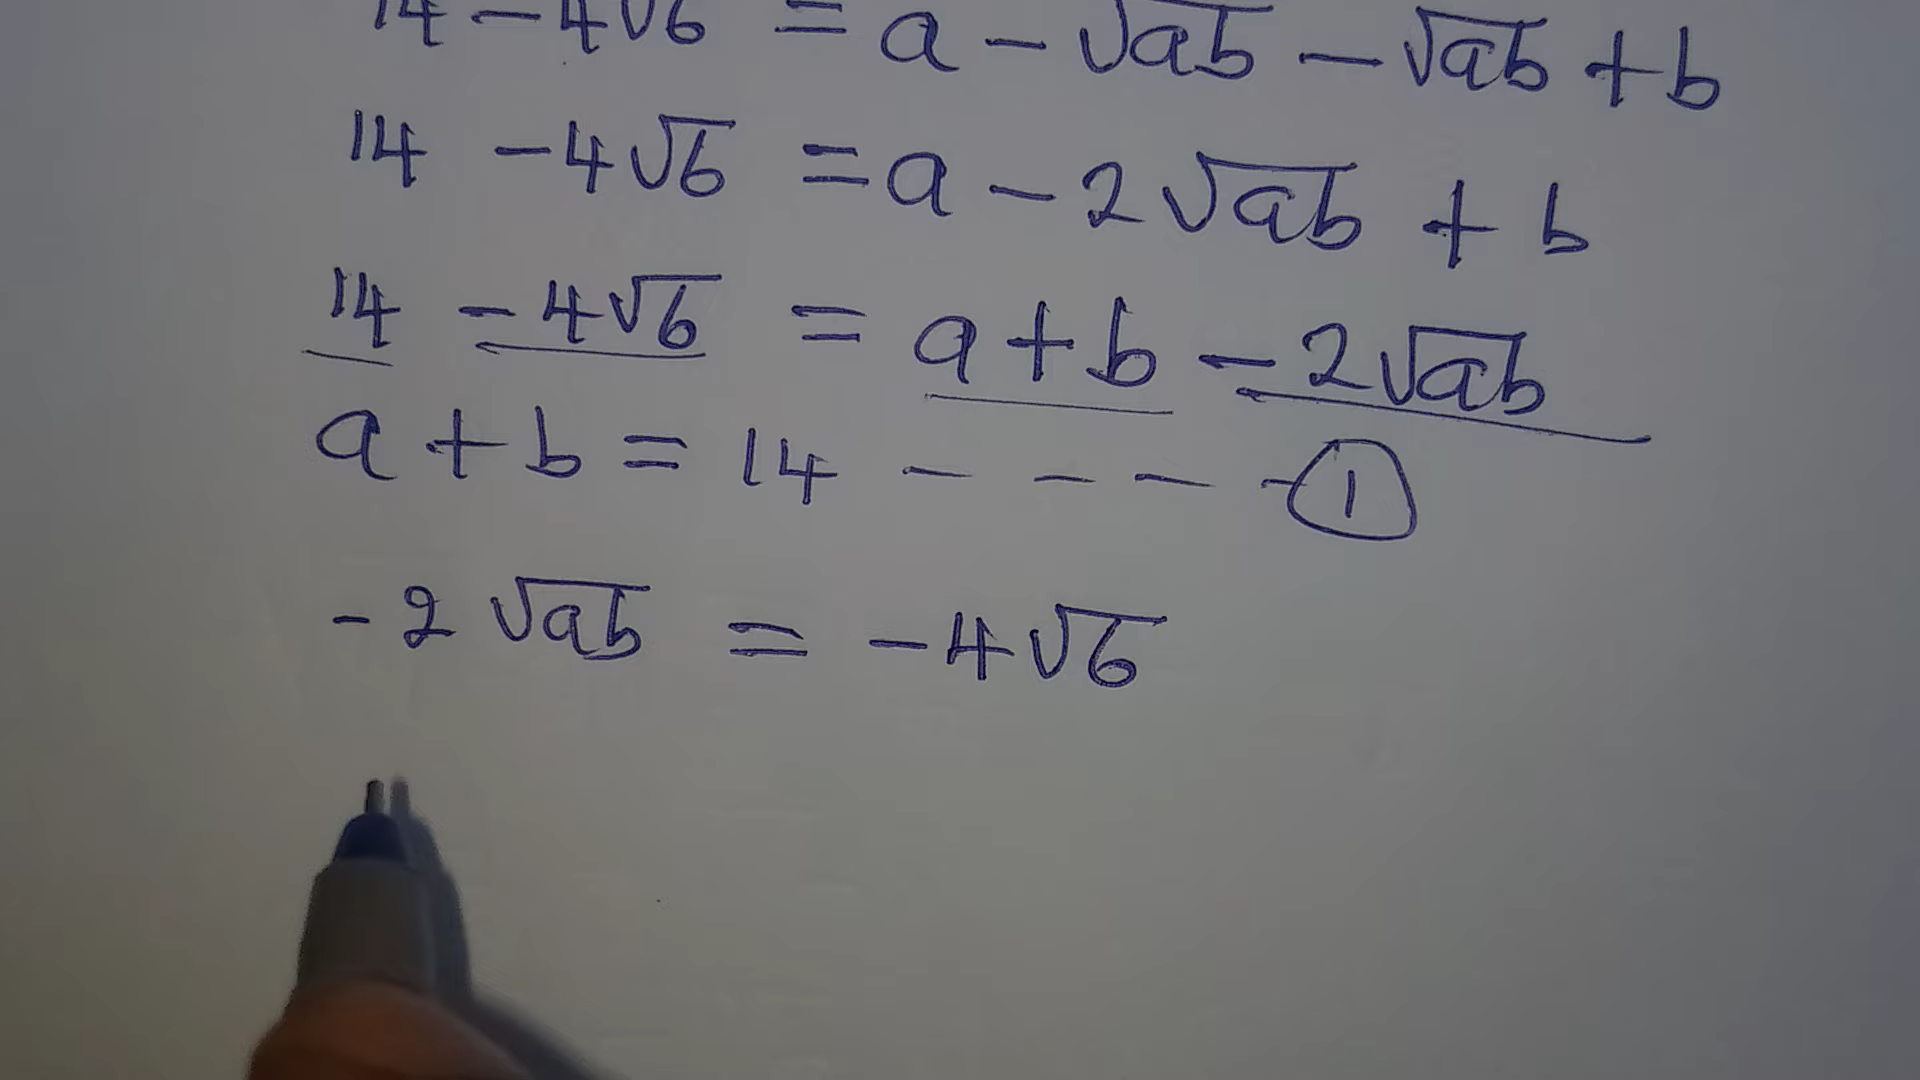 14 - 4√6 = a - √ab - √ab + b
14 - 4√6 = a - 2√ab + b
14 - 4√6 = a + b - 2√ab
a + b = 14 - - - - ①
-2√ab = -4√6